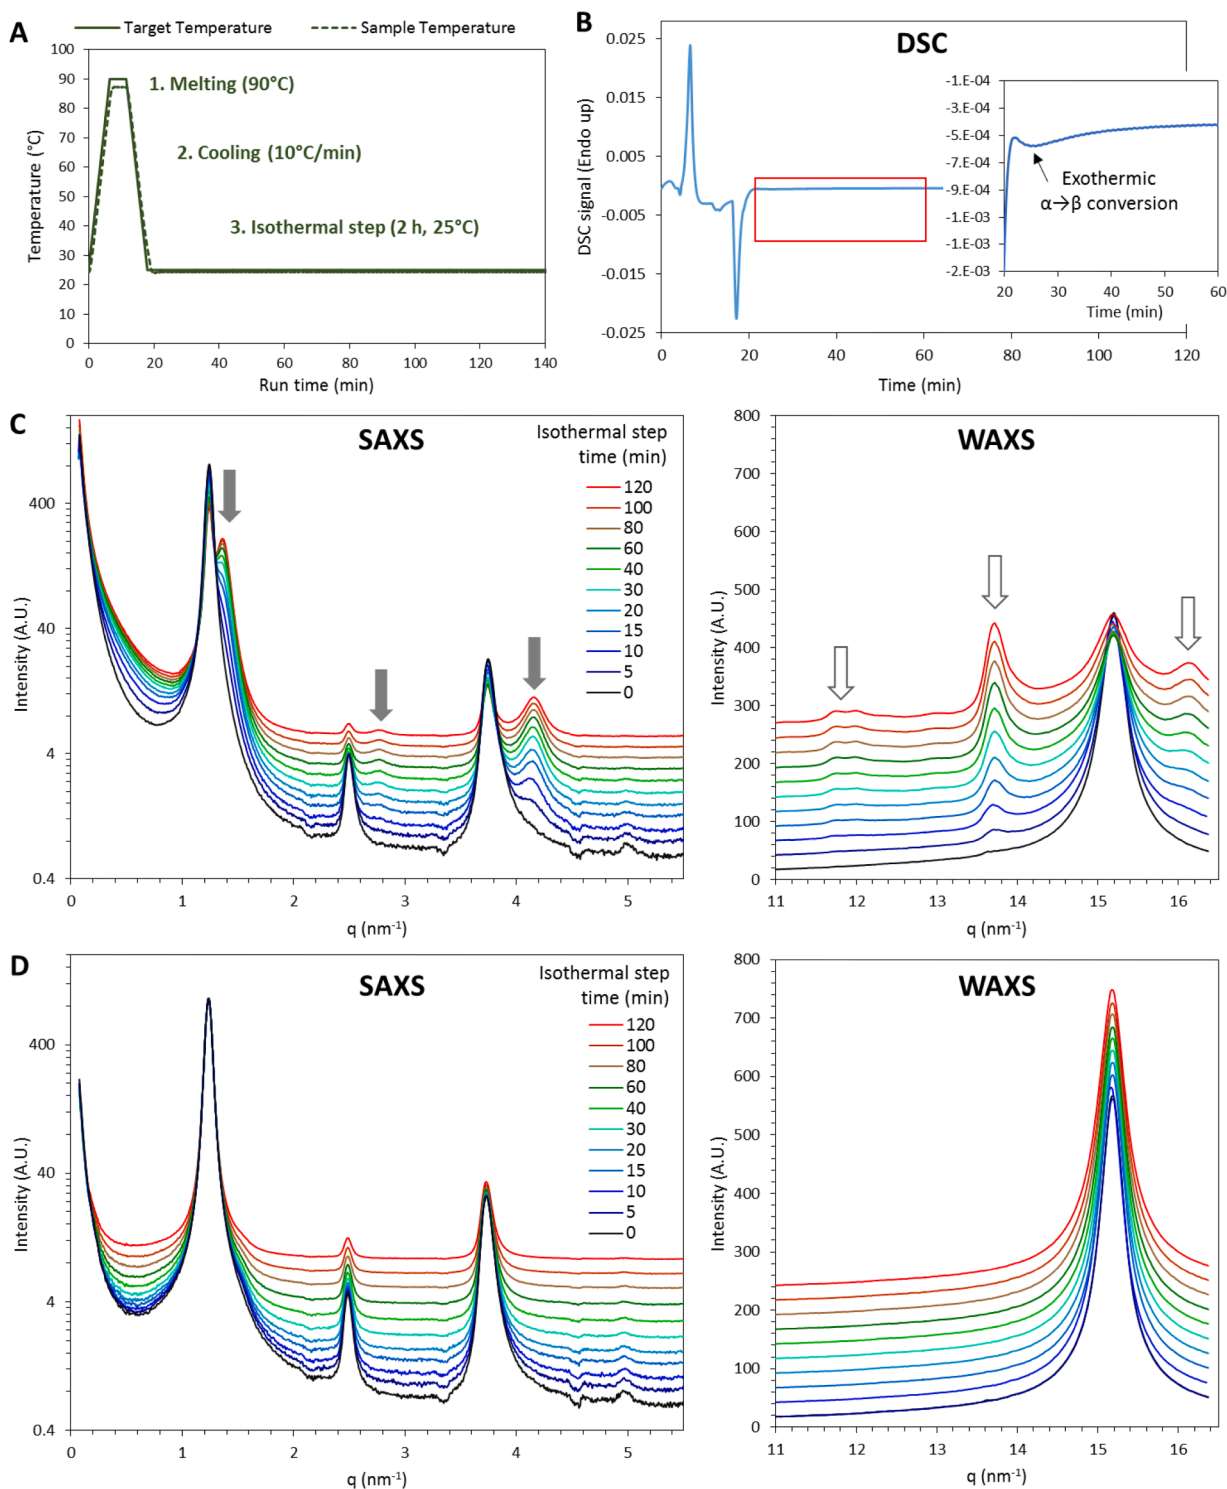 A
Target Temperature
Sample Temperature
100
90
80
70
60
50
40
30
20
10
0
Temperature (°C)
1. Melting (90°C)
2. Cooling (10°C/min)
3. Isothermal step (2 h, 25°C)
0 20 40 60 80 100 120 140
Run time (min)
B
DSC
0.025
0.015
0.005
-0.005
-0.015
-0.025
DSC signal (Endo up)
0 20 40 60 80 100 120
Time (min)
-1.E-04
-3.E-04
-5.E-04
-7.E-04
-9.E-04
-1.E-03
-1.E-03
-2.E-03
Exothermic
α→β conversion
20 30 40 50 60
Time (min)
C
SAXS
Isothermal step
time (min)
120
100
80
60
40
30
20
15
10
5
0
400
40
4
0.4
Intensity (A.U.)
0 1 2 3 4 5
q (nm⁻¹)
WAXS
800
700
600
500
400
300
200
100
0
Intensity (A.U.)
11 12 13 14 15 16
q (nm⁻¹)
D
SAXS
Isothermal step
time (min)
120
100
80
60
40
30
20
15
10
5
0
400
40
4
0.4
Intensity (A.U.)
0 1 2 3 4 5
q (nm⁻¹)
WAXS
800
700
600
500
400
300
200
100
0
Intensity (A.U.)
11 12 13 14 15 16
q (nm⁻¹)